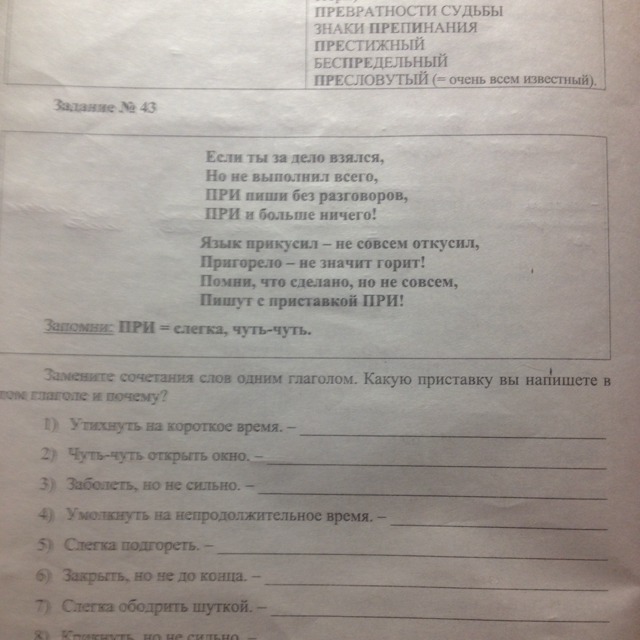 ПРЕВРАТНОСТИ СУДЬБЫ
ЗНАКИ ПРЕПИНАНИЯ
ПРЕСТИЖНЫЙ
БЕСПРЕДЕЛЬНЫЙ
ПРЕСЛОВУТЫЙ (= очень всем известный).
Задание № 43
Если ты за дело взялся,
Но не выполнил всего,
ПРИ пиши без разговоров,
ПРИ и больше ничего!
Язык прикусил – не совсем откусил,
Пригорело – не значит горит!
Помни, что сделано, но не совсем,
Пишут с приставкой ПРИ!
Запомни: ПРИ = слегка, чуть-чуть.
Замените сочетания слов одним глаголом. Какую приставку вы напишете в
глаголе и почему?
1) Утихнуть на короткое время. –
2) Чуть-чуть открыть окно. –
3) Заболеть, но не сильно. –
4) Умолкнуть на непродолжительное время. –
5) Слегка подгореть. –
6) Закрыть, но не до конца. –
7) Слегка ободрить шуткой. –
8) Крикнуть, но не сильно. –